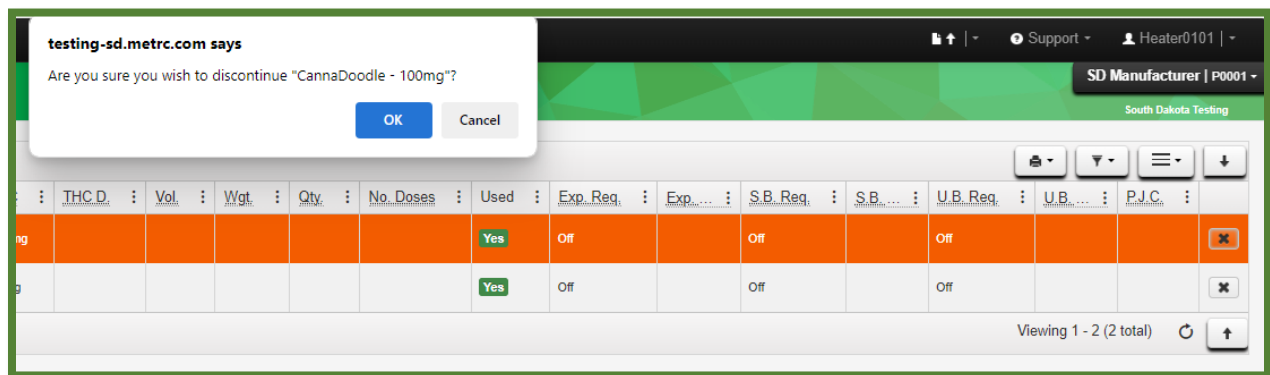 testing-sd.metrc.com says
Are you sure you wish to discontinue "CannaDoodle - 100mg"?
OK Cancel
Support Heater0101 |
SD Manufacturer | P0001
South Dakota Testing
THC D. Vol. Wgt. Qty. No. Doses Used Exp. Req. Exp. ... S.B. Req. S.B. ... U.B. Req. U.B. ... P.J.C.
mg Yes Off Off Off
g Yes Off Off Off
Viewing 1 - 2 (2 total)